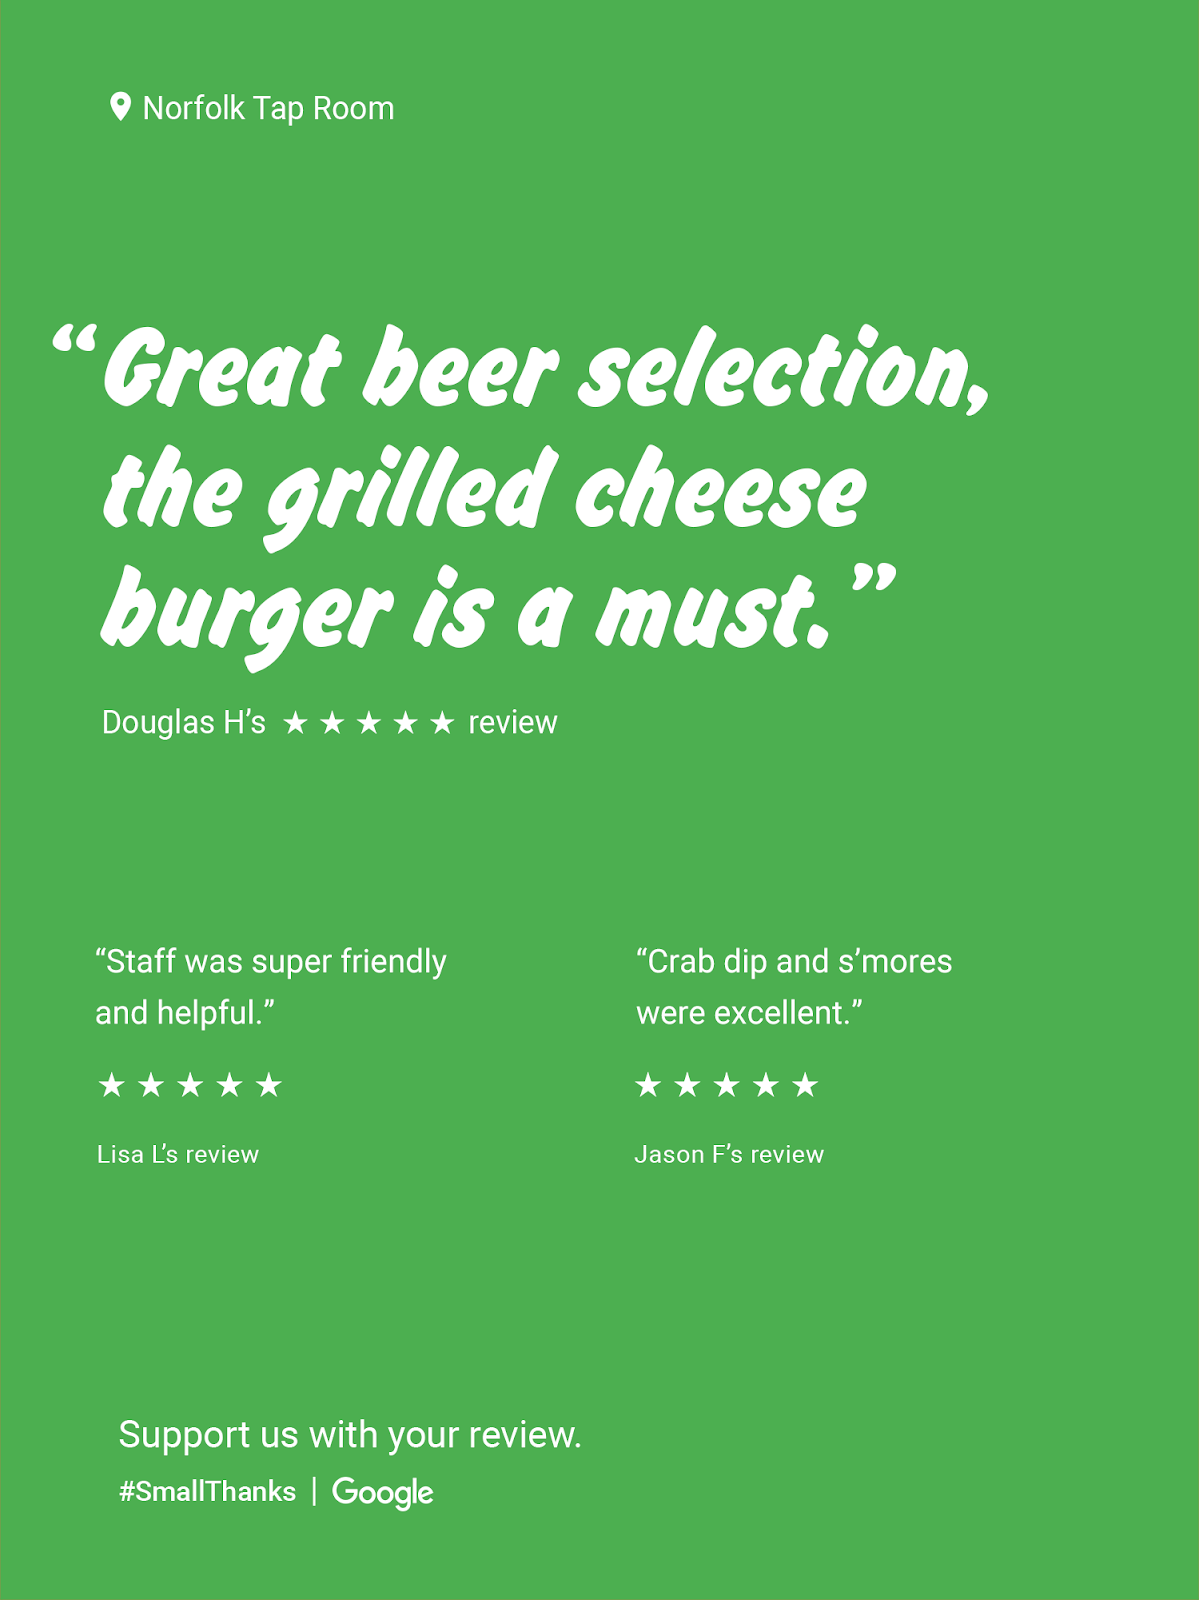 Norfolk Tap Room
“Great beer selection,
the grilled cheese
burger is a must.”
Douglas H’s ★ ★ ★ ★ ★ review
“Staff was super friendly
and helpful.”
★ ★ ★ ★ ★
Lisa L’s review
“Crab dip and s’mores
were excellent.”
★ ★ ★ ★ ★
Jason F’s review
Support us with your review.
#SmallThanks | Google